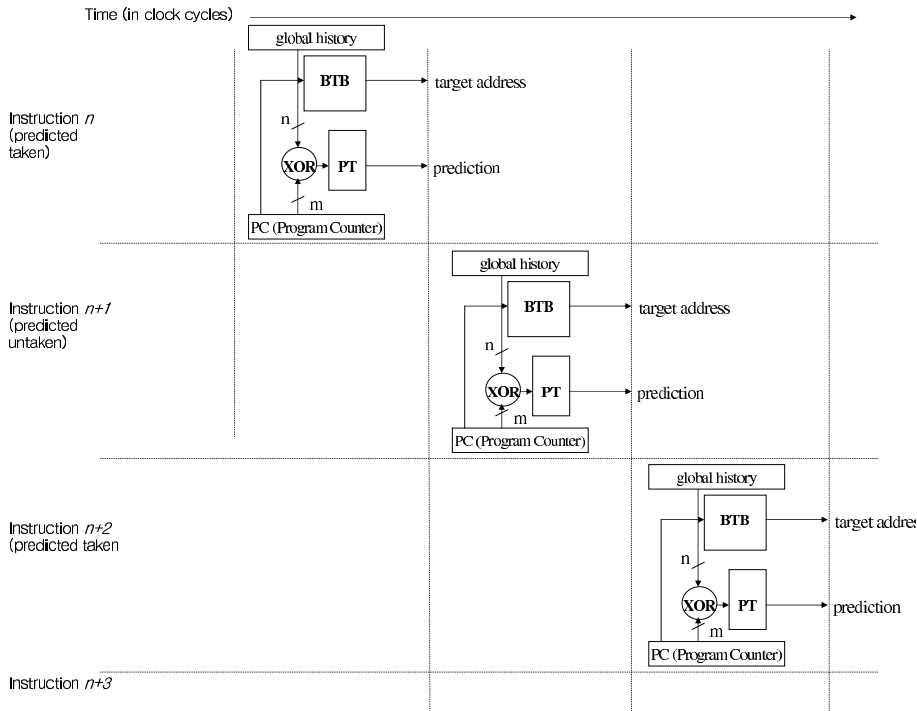 Time (in clock cycles)
global history
BTB
target address
Instruction n
(predicted
taken)
n
XOR
PT
prediction
m
PC (Program Counter)
global history
BTB
target address
Instruction n+1
(predicted
untaken)
n
XOR
PT
prediction
m
PC (Program Counter)
global history
BTB
target addres
Instruction n+2
(predicted taken
n
XOR
PT
prediction
m
PC (Program Counter)
Instruction n+3